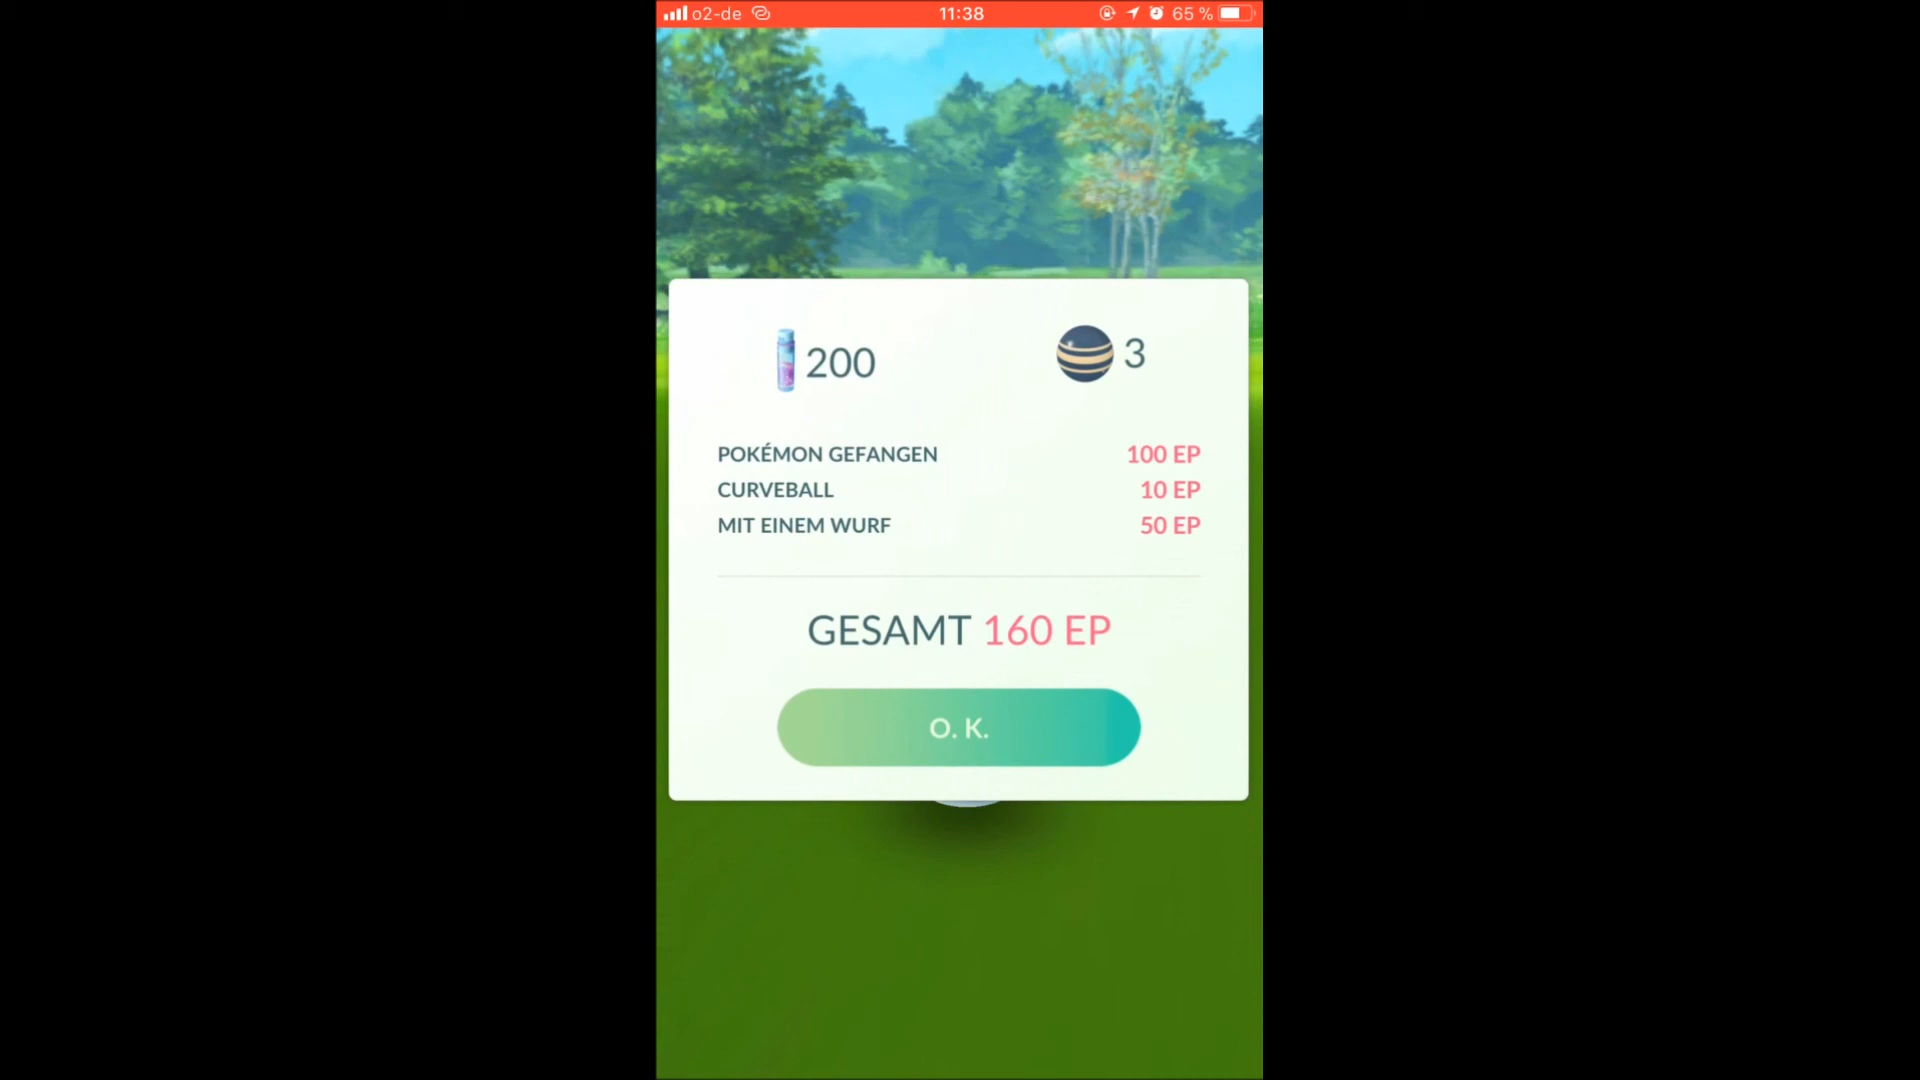 o2-de 11:38 65 %
200 3
POKÉMON GEFANGEN 100 EP
CURVEBALL 10 EP
MIT EINEM WURF 50 EP
GESAMT 160 EP
O. K.